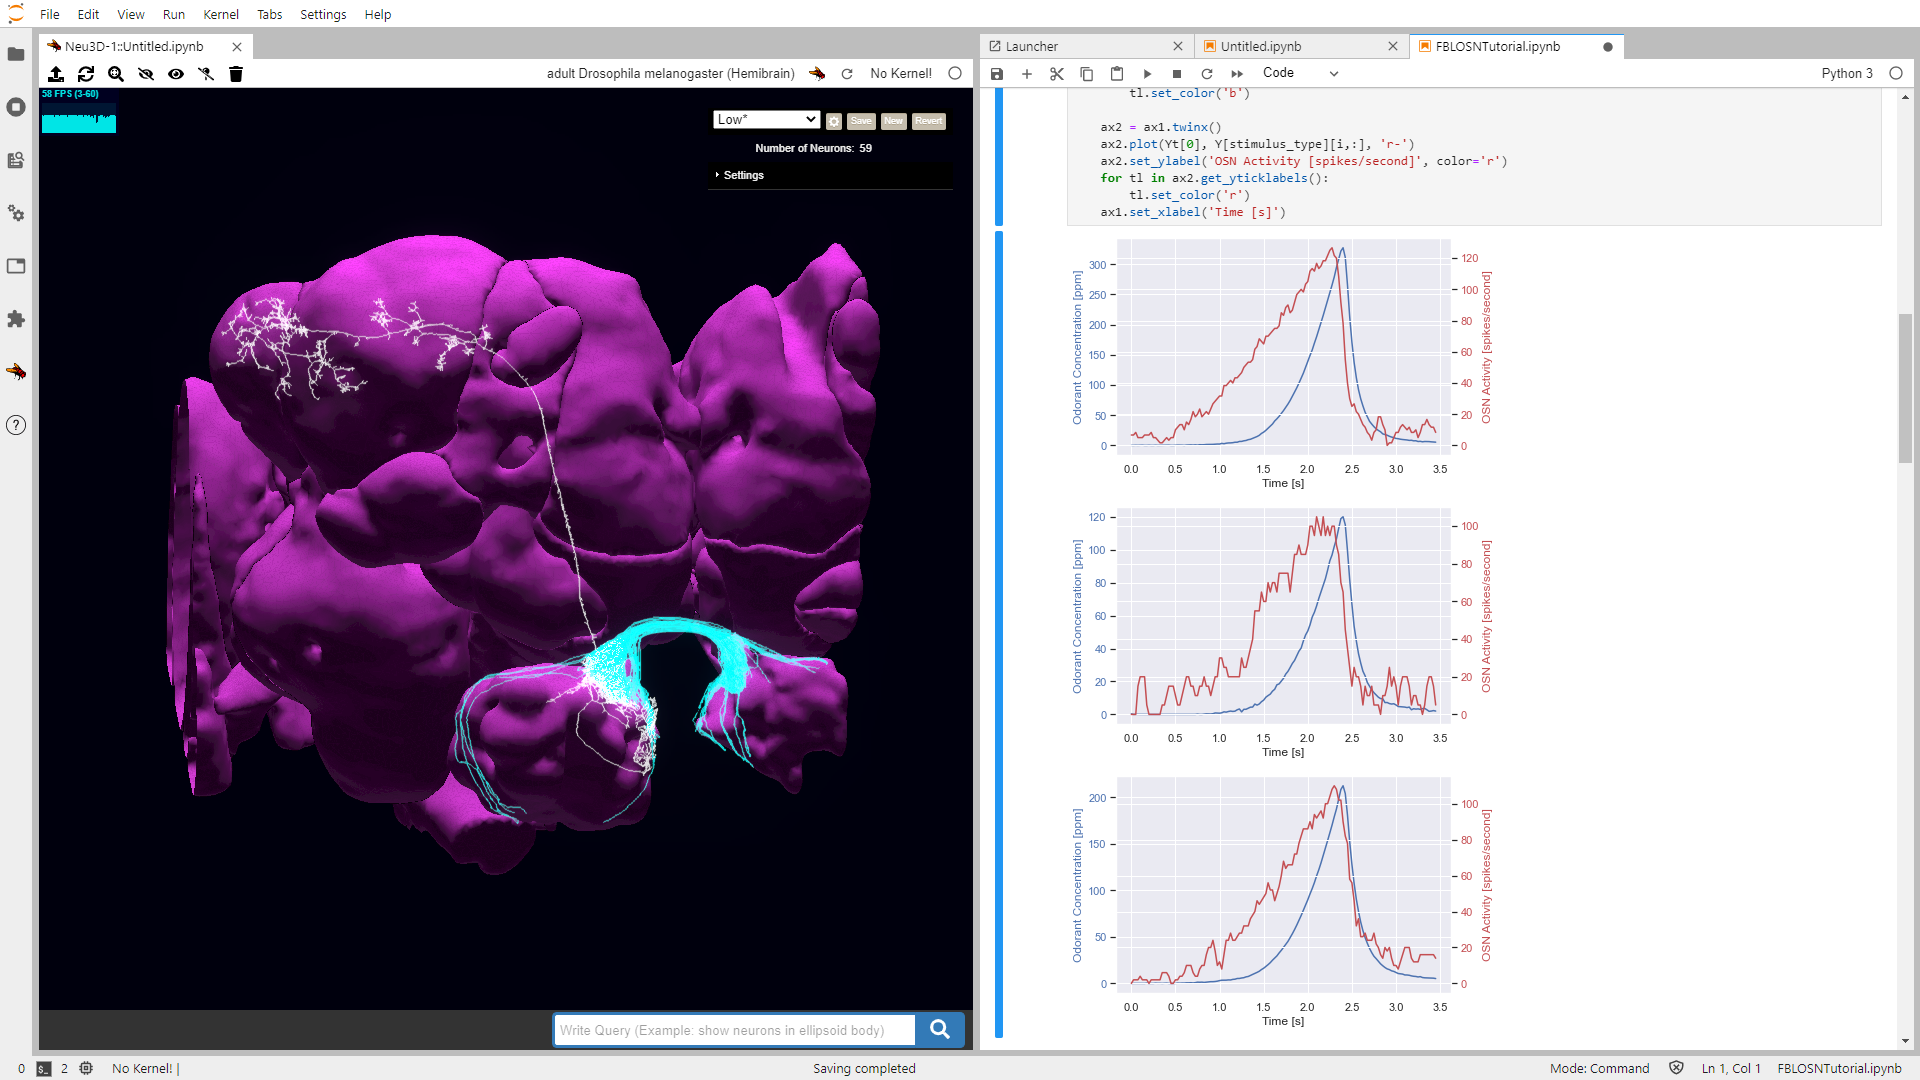 File Edit View Run Kernel Tabs Settings Help
Neu3D-1::Untitled.ipynb
adult Drosophila melanogaster (Hemibrain) No Kernel!
58 FPS (3-60)
Low*
Save New Revert
Number of Neurons: 59
Settings
Write Query (Example: show neurons in ellipsoid body)
Launcher
Untitled.ipynb
FBLOSNTutorial.ipynb
Code
Python 3
tl.set_color('b')
ax2 = ax1.twinx()
ax2.plot(Yt[0], Y[stimulus_type][i,:], 'r-')
ax2.set_ylabel('OSN Activity [spikes/second]', color='r')
for tl in ax2.get_yticklabels():
tl.set_color('r')
ax1.set_xlabel('Time [s]')
Odorant Concentration [ppm]
300
250
200
150
100
50
0
120
100
80
60
40
20
0
OSN Activity [spikes/second]
0.0 0.5 1.0 1.5 2.0 2.5 3.0 3.5
Time [s]
Odorant Concentration [ppm]
120
100
80
60
40
20
0
100
80
60
40
20
0
OSN Activity [spikes/second]
0.0 0.5 1.0 1.5 2.0 2.5 3.0 3.5
Time [s]
Odorant Concentration [ppm]
200
150
100
50
0
100
80
60
40
20
0
OSN Activity [spikes/second]
0.0 0.5 1.0 1.5 2.0 2.5 3.0 3.5
Time [s]
0 $_ 2 No Kernel! |
Saving completed
Mode: Command Ln 1, Col 1 FBLOSNTutorial.ipynb